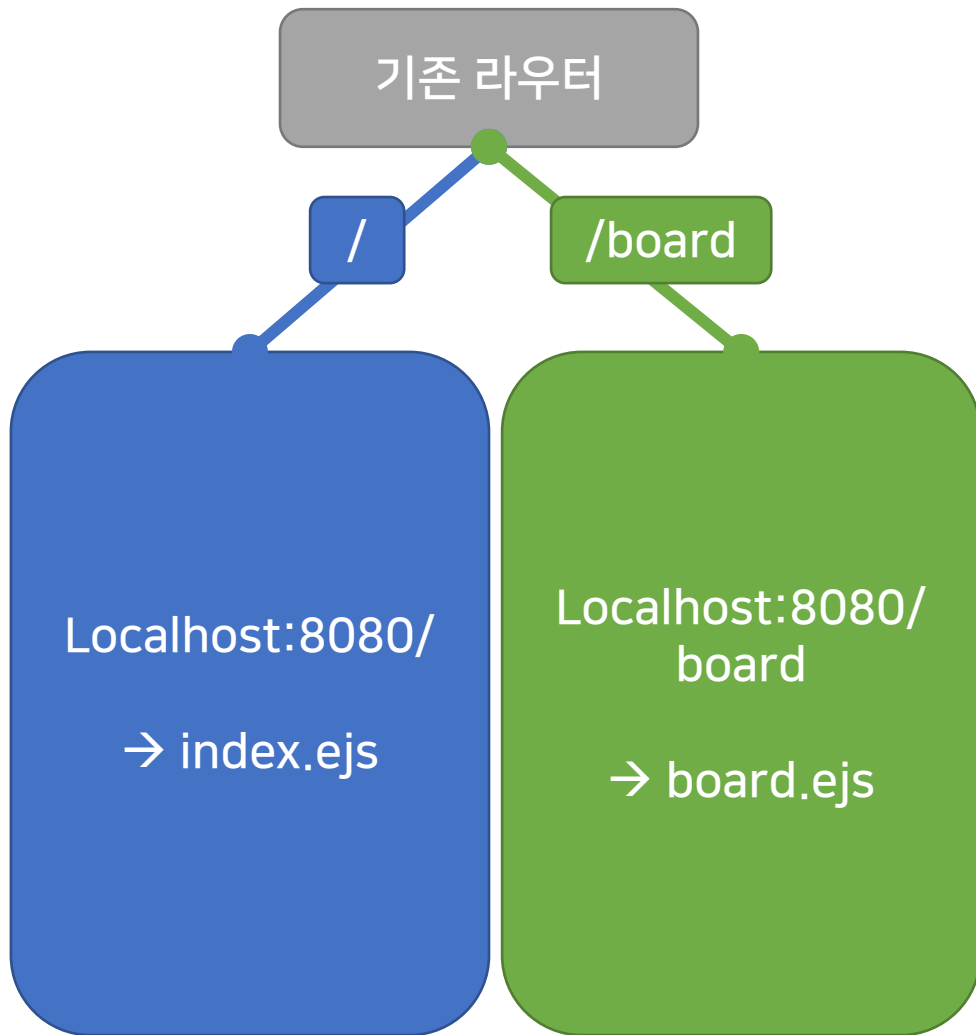 기존 라우터
/
/board
Localhost:8080/
→ index.ejs
Localhost:8080/
board
→ board.ejs